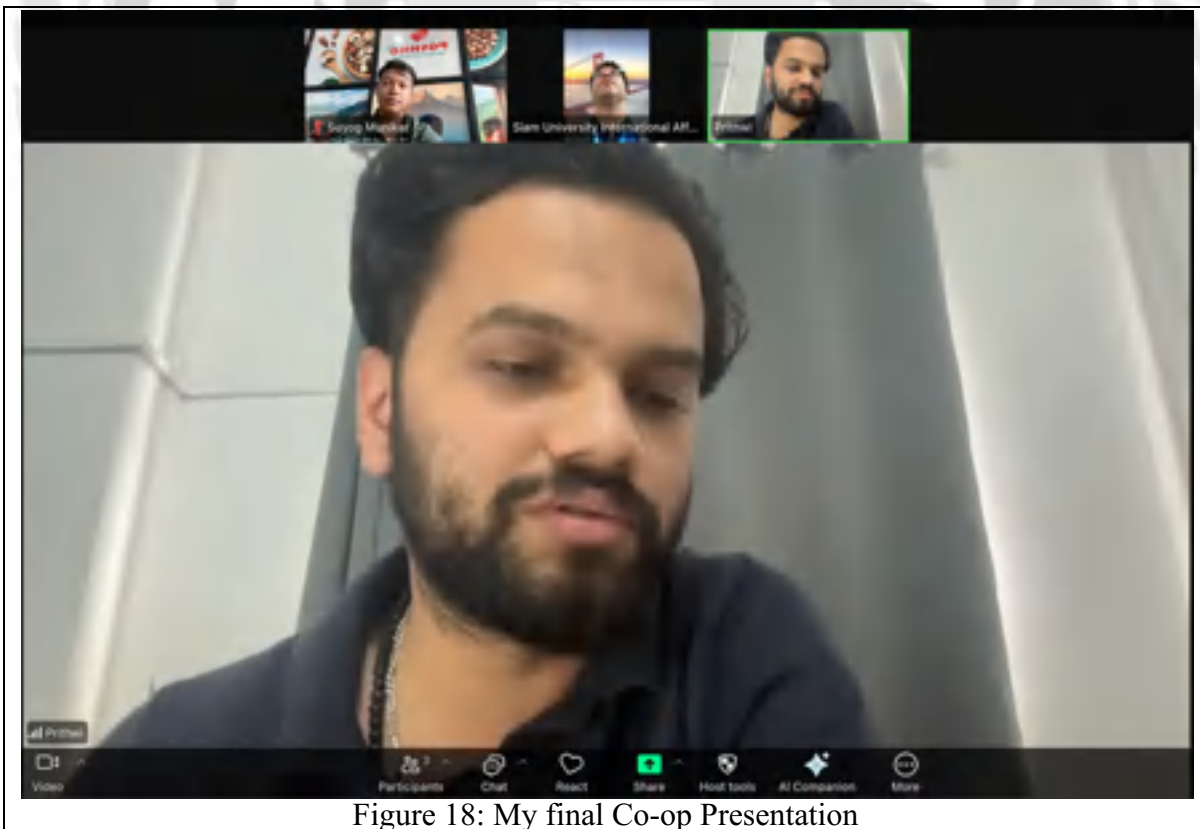 Suyog
Siam University International Aff...
Prithwi
Prithwi
Video
Participants 3
Chat
React
Share
Host tools
AI Companion
More
Figure 18: My final Co-op Presentation